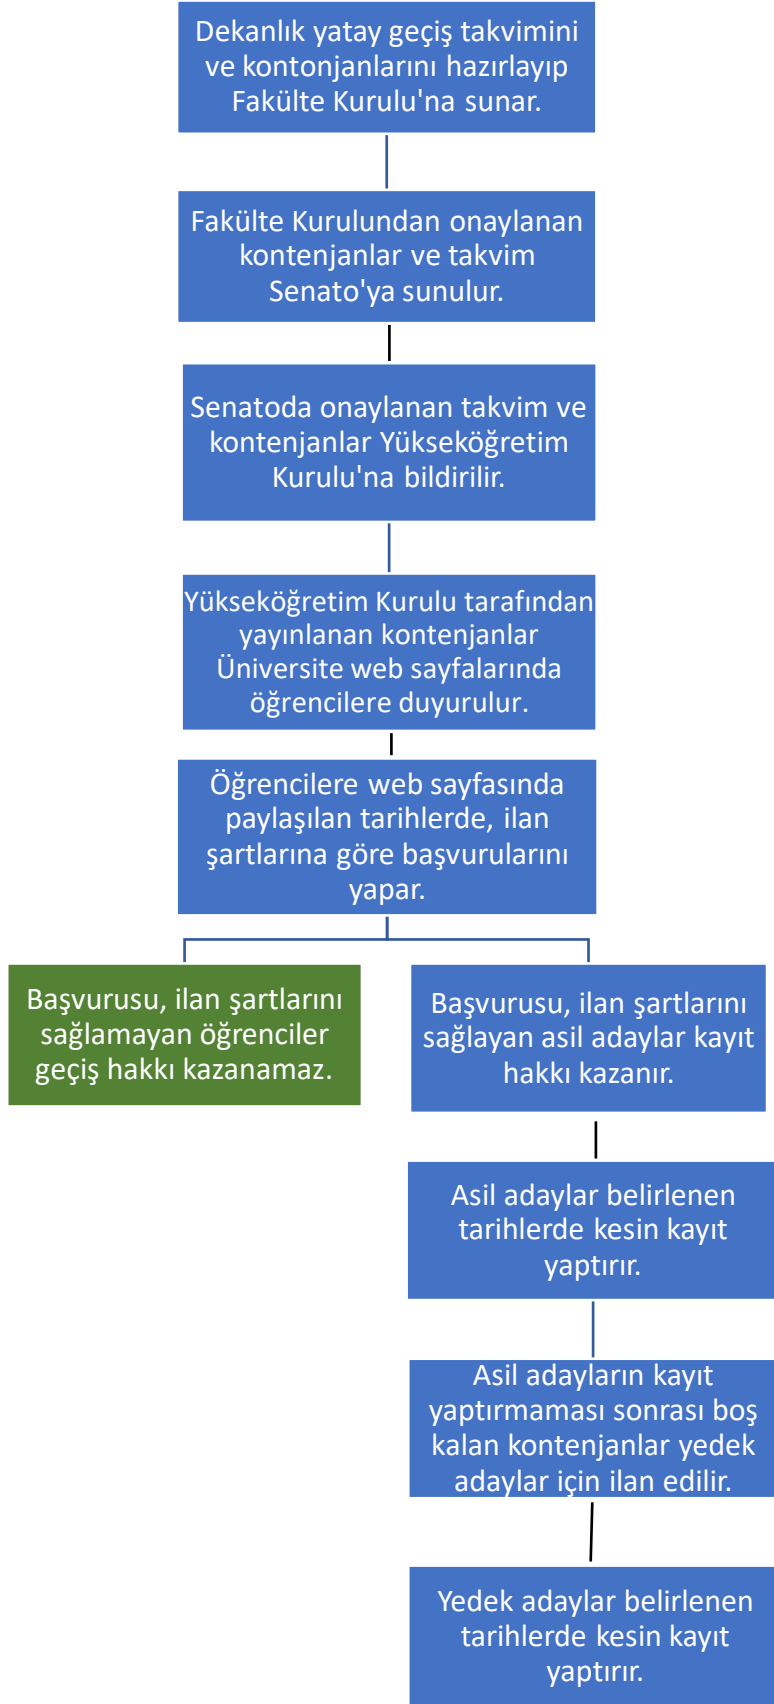 Dekanlık yatay geçiş takvimini
ve kontonjanlarını hazırlayıp
Fakülte Kurulu'na sunar.
Fakülte Kurulundan onaylanan
kontenjanlar ve takvim
Senato'ya sunulur.
Senatoda onaylanan takvim ve
kontenjanlar Yükseköğretim
Kurulu'na bildirilir.
Yükseköğretim Kurulu tarafından
yayınlanan kontenjanlar
Üniversite web sayfalarında
öğrencilere duyurulur.
Öğrencilere web sayfasında
paylaşılan tarihlerde, ilan
şartlarına göre başvurularını
yapar.
Başvurusu, ilan şartlarını
sağlamayan öğrenciler
geçiş hakkı kazanamaz.
Başvurusu, ilan şartlarını
sağlayan asil adaylar kayıt
hakkı kazanır.
Asil adaylar belirlenen
tarihlerde kesin kayıt
yaptırır.
Asil adayların kayıt
yaptırmaması sonrası boş
kalan kontenjanlar yedek
adaylar için ilan edilir.
Yedek adaylar belirlenen
tarihlerde kesin kayıt
yaptırır.